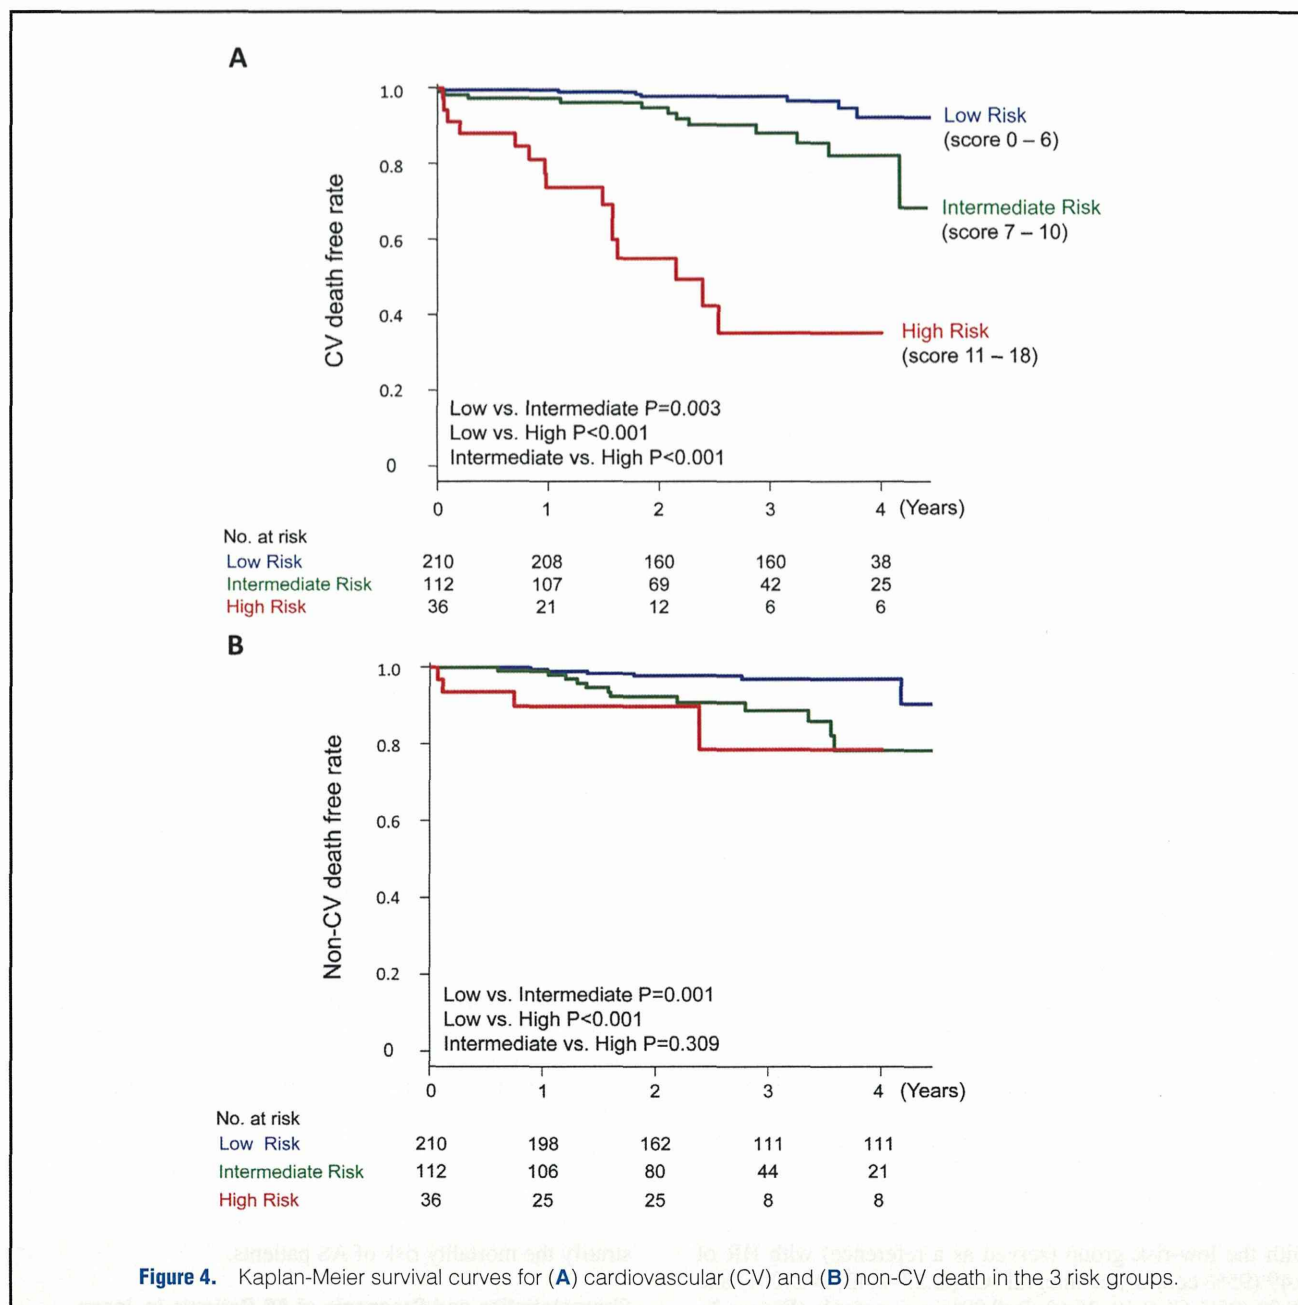 A
1.0
0.8
0.6
0.4
0.2
0
CV death free rate
Low Risk
(score 0 – 6)
Intermediate Risk
(score 7 – 10)
High Risk
(score 11 – 18)
Low vs. Intermediate P=0.003
Low vs. High P<0.001
Intermediate vs. High P<0.001
0 1 2 3 4 (Years)
No. at risk
Low Risk 210 208 160 160 38
Intermediate Risk 112 107 69 42 25
High Risk 36 21 12 6 6
B
1.0
0.8
0.6
0.4
0.2
0
Non-CV death free rate
Low vs. Intermediate P=0.001
Low vs. High P<0.001
Intermediate vs. High P=0.309
0 1 2 3 4 (Years)
No. at risk
Low Risk 210 198 162 111 111
Intermediate Risk 112 106 80 44 21
High Risk 36 25 25 8 8
Figure 4. Kaplan-Meier survival curves for (A) cardiovascular (CV) and (B) non-CV death in the 3 risk groups.